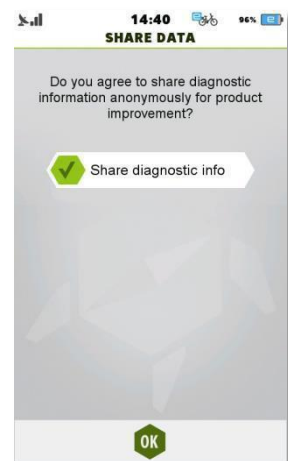 14:40 96%
SHARE DATA
Do you agree to share diagnostic
information anonymously for product
improvement?
Share diagnostic info
OK